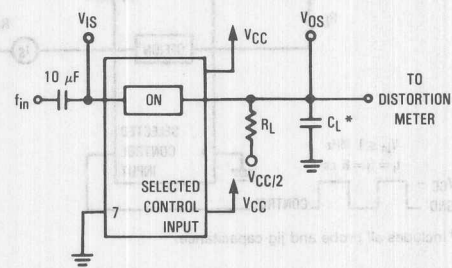 V_IS
V_OS
V_CC
10 μF
f_in
ON
TO
DISTORTION
METER
R_L
C_L *
V_CC/2
SELECTED
CONTROL
INPUT
V_CC
7